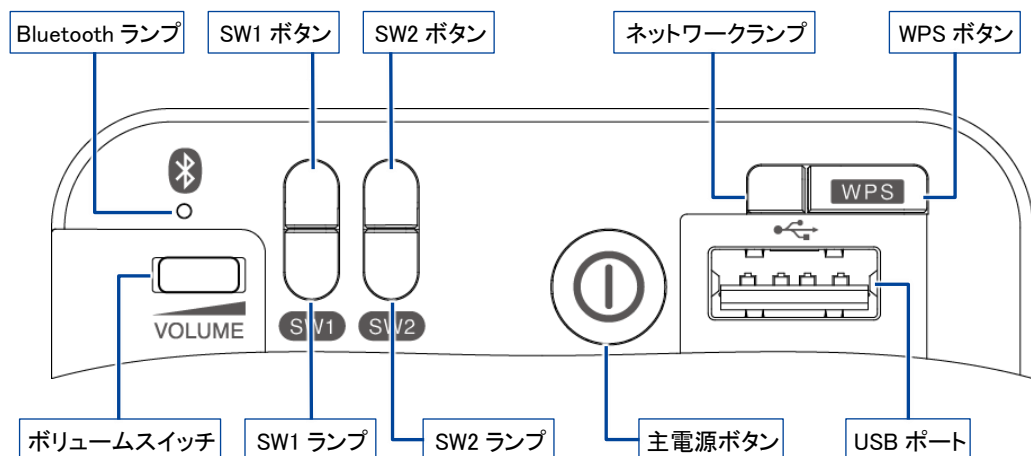 Bluetooth ランプ
SW1 ボタン
SW2 ボタン
ネットワークランプ
WPS ボタン
WPS
VOLUME
SW1
SW2
ボリュームスイッチ
SW1 ランプ
SW2 ランプ
主電源ボタン
USB ポート